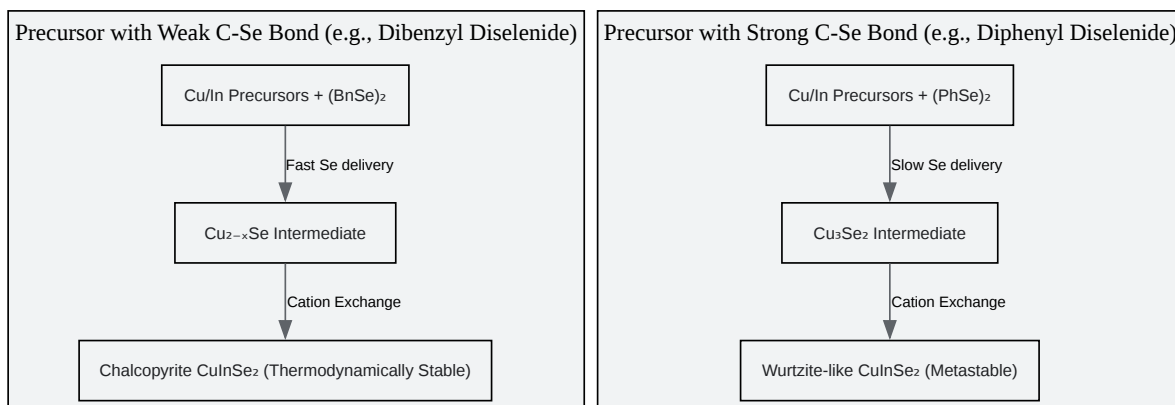 Precursor with Weak C-Se Bond (e.g., Dibenzyl Diselenide)
Cu/In Precursors + (BnSe)₂
Fast Se delivery
Cu₂₋ₓSe Intermediate
Cation Exchange
Chalcopyrite CuInSe₂ (Thermodynamically Stable)
Precursor with Strong C-Se Bond (e.g., Diphenyl Diselenide)
Cu/In Precursors + (PhSe)₂
Slow Se delivery
Cu₃Se₂ Intermediate
Cation Exchange
Wurtzite-like CuInSe₂ (Metastable)